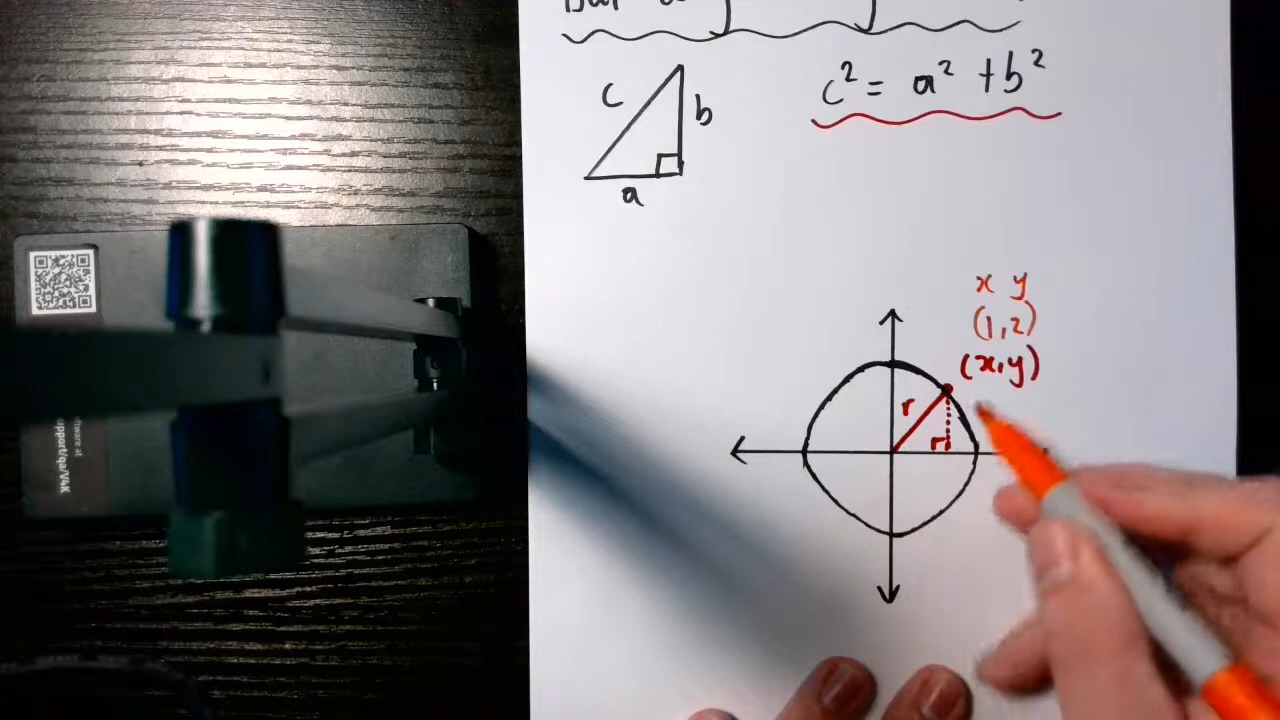 c² = a² + b²
c
b
a
x y
(1,2)
(x,y)
r